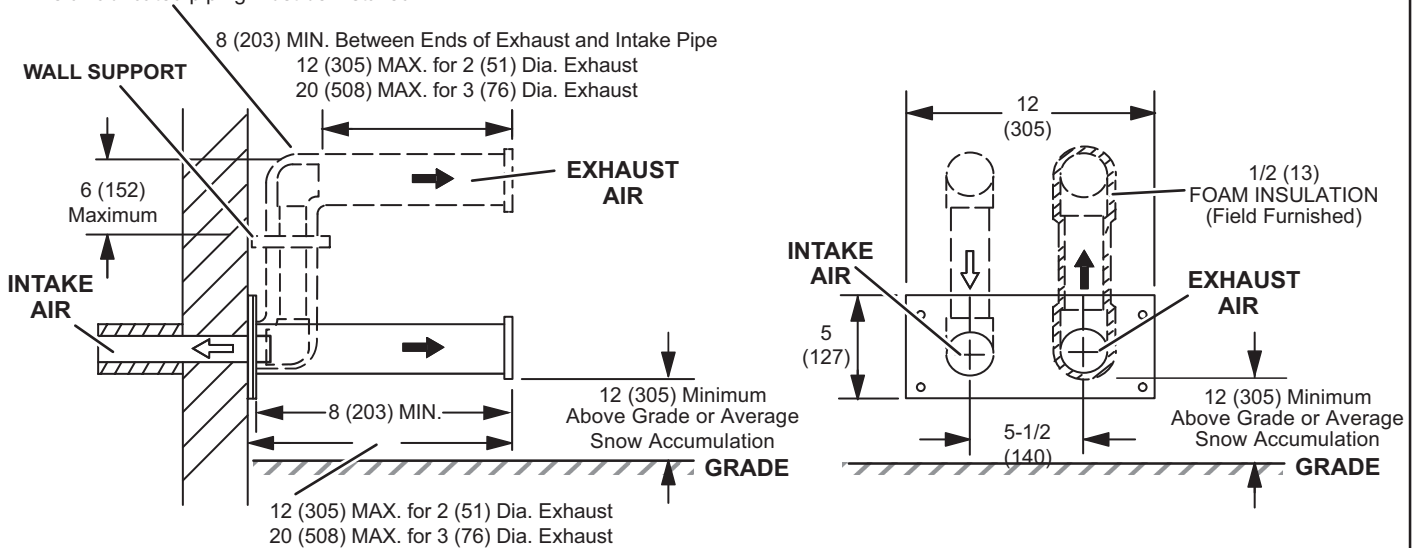 piping
8 (203) MIN. Between Ends of Exhaust and Intake Pipe
12 (305) MAX. for 2 (51) Dia. Exhaust
20 (508) MAX. for 3 (76) Dia. Exhaust
WALL SUPPORT
6 (152)
Maximum
EXHAUST
AIR
INTAKE
AIR
8 (203) MIN.
12 (305) Minimum
Above Grade or Average
Snow Accumulation
GRADE
12 (305) MAX. for 2 (51) Dia. Exhaust
20 (508) MAX. for 3 (76) Dia. Exhaust
12
(305)
1/2 (13)
FOAM INSULATION
(Field Furnished)
INTAKE
AIR
EXHAUST
AIR
5
(127)
5-1/2
(140)
12 (305) Minimum
Above Grade or Average
Snow Accumulation
GRADE